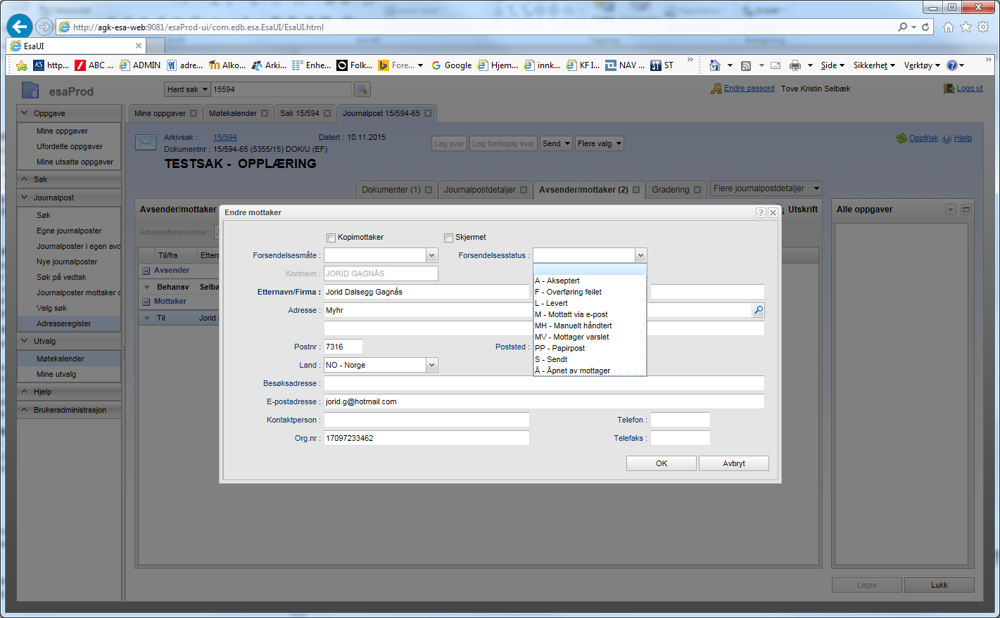 http://agk-esa-web:9081/esaProd-ui/com.edb.esa.EsaUI/EsaUI.html
EsaUI
http... ABC ... ADMIN adre... Alko... Arki... Enhe... Folk... Fore... Google Hjem... innk... KF I... NAV ... ST Side Sikkerhet Verktøy
esaProd
Hent sak 15594
Endre passord Tove Kristin Selbæk Logg ut
Oppgave
Mine oppgaver
Ufordelte oppgaver
Mine utsatte oppgaver
Sak
Journalpost
Søk
Egne journalposter
Journalposter i egen avd
Nye journalposter
Søk på vedtak
Journalposter mottaker o
Velg søk
Adresseregister
Utvalg
Møtekalender
Mine utvalg
Hjelp
Brukeradministrasjon
Mine oppgaver Møtekalender Sak 15/594 Journalpost 15/594-65
Arkivsak : 15/594 Datert : 10.11.2015
Dokumentnr : 15/594-65 (5355/15) DOK/U (EF)
TESTSAK - OPPLÆRING
Lag svar Lag foreløpig svar Send Flere valg
Oppfrisk Hjelp
Dokumenter (1) Journalpostdetaljer Avsender/mottaker (2) Gradering Flere journalpostdetaljer
Avsender/mottaker Utskrift
Adressebeskrivelse : J
Til/fra Ettern
Avsender
Behansv Selba
Mottaker
Til Jorid
Alle oppgaver
Endre mottaker
Kopimottaker Skjermet
Forsendelsesmåte : Forsendelsesstatus :
A - Akseptert
F - Overføring feilet
L - Levert
M - Mottatt via e-post
MH - Manuelt håndtert
MV - Mottager varslet
PP - Papirpost
S - Sendt
Å - Åpnet av mottager
Kortnavn : JORID GAGNÅS
Etternavn/Firma : Jorid Dalsegg Gagnås
Adresse : Myhr
Postnr : 7316 Poststed :
Land : NO - Norge
Besøksadresse :
E-postadresse : jorid.g@hotmail.com
Kontaktperson : Telefon :
Org.nr : 17097233462 Telefaks :
OK Avbryt
Lagre Lukk